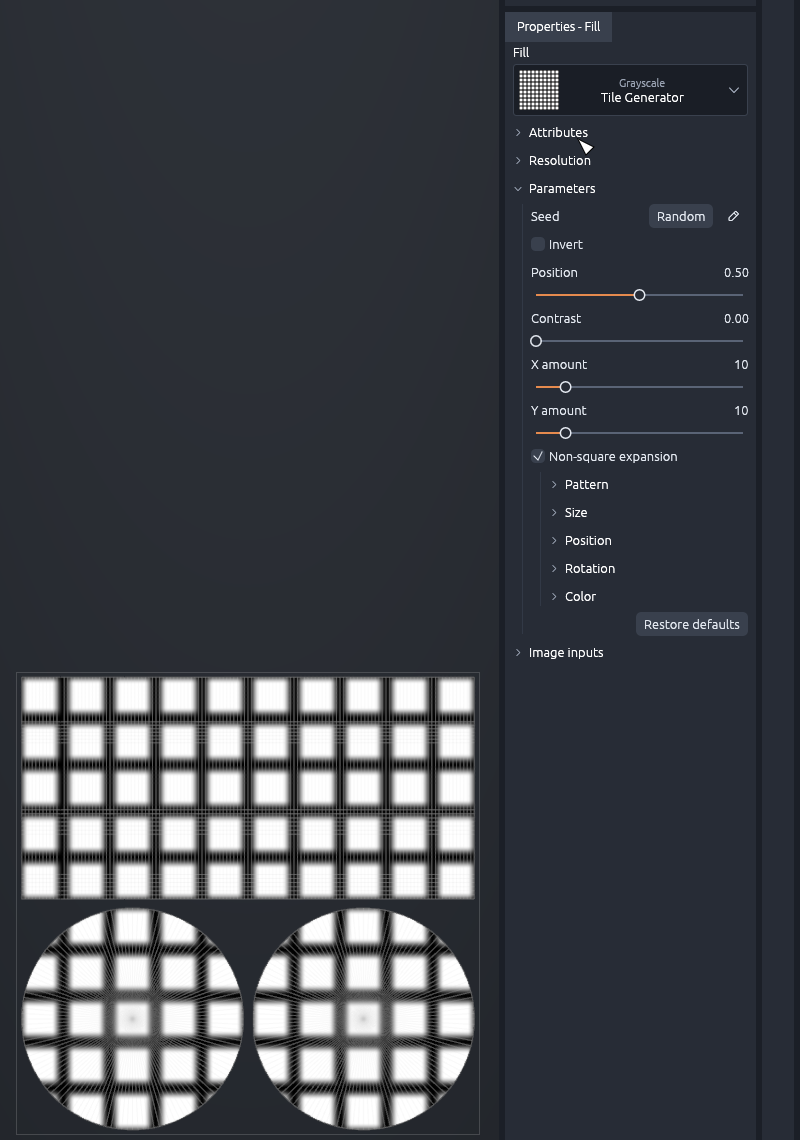 Properties - Fill
Fill
Grayscale
Tile Generator
Attributes
Resolution
Parameters
Seed Random
Invert
Position 0.50
Contrast 0.00
X amount 10
Y amount 10
Non-square expansion
Pattern
Size
Position
Rotation
Color
Restore defaults
Image inputs